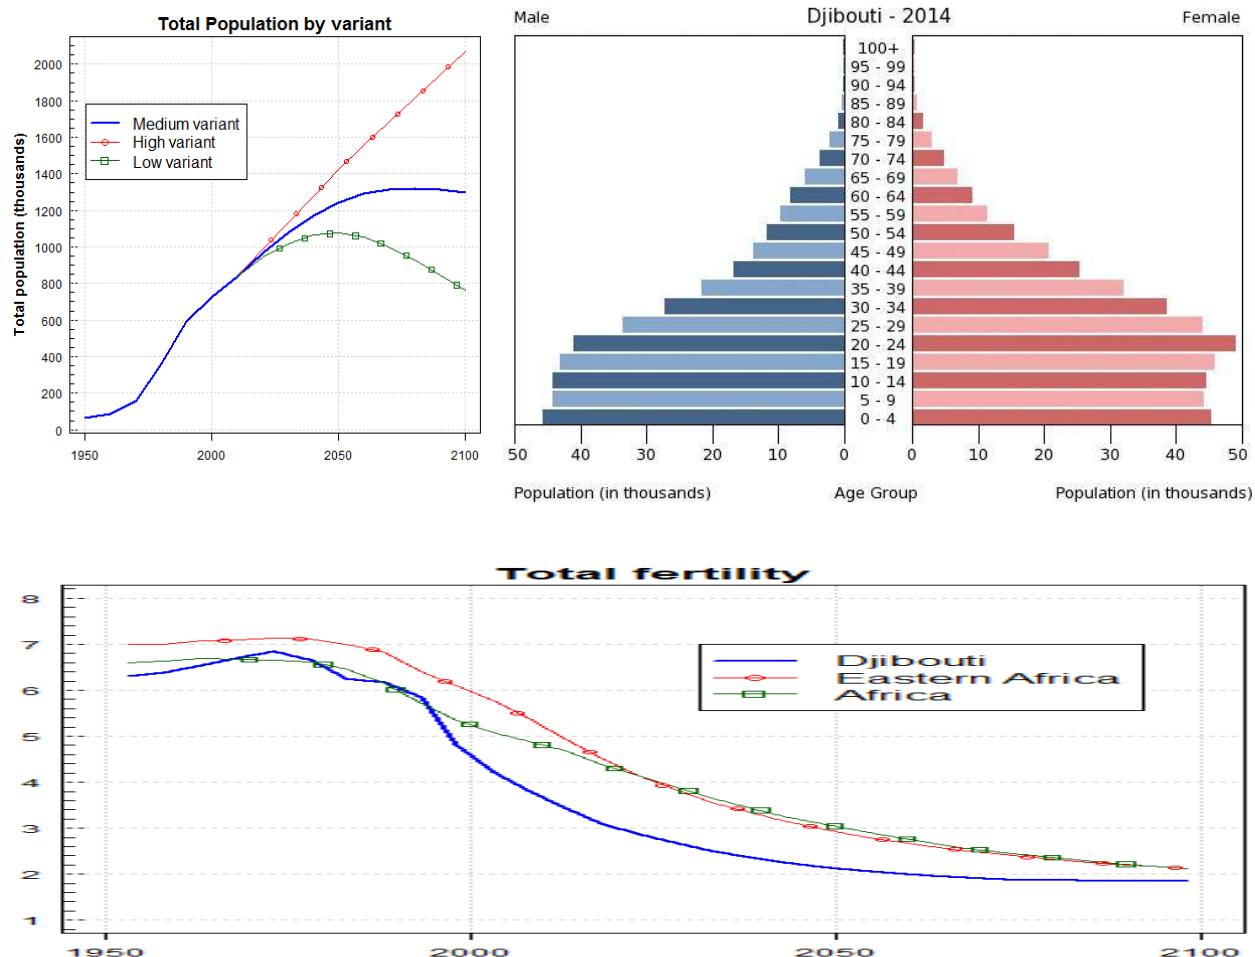 Total Population by variant
Total population (thousands)
2000
1800
1600
1400
1200
1000
800
600
400
200
0
1950 2000 2050 2100
Medium variant
High variant
Low variant
Male Djibouti - 2014 Female
100+
95 - 99
90 - 94
85 - 89
80 - 84
75 - 79
70 - 74
65 - 69
60 - 64
55 - 59
50 - 54
45 - 49
40 - 44
35 - 39
30 - 34
25 - 29
20 - 24
15 - 19
10 - 14
5 - 9
0 - 4
50 40 30 20 10 0 0 10 20 30 40 50
Population (in thousands) Age Group Population (in thousands)
Total fertility
8
7
6
5
4
3
2
1
Djibouti
Eastern Africa
Africa
1950 2000 2050 2100